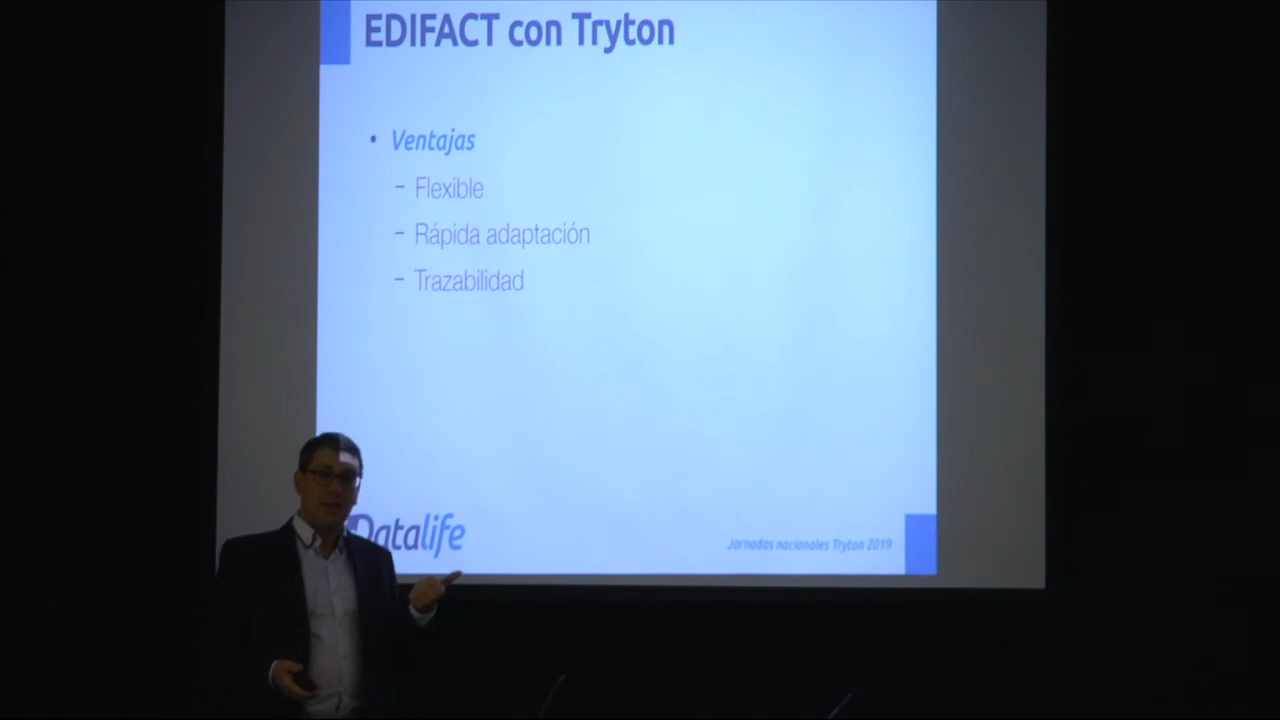 EDIFACT con Tryton
• Ventajas
– Flexible
– Rápida adaptación
– Trazabilidad
Datalife
Jornadas nacionales Tryton 2019